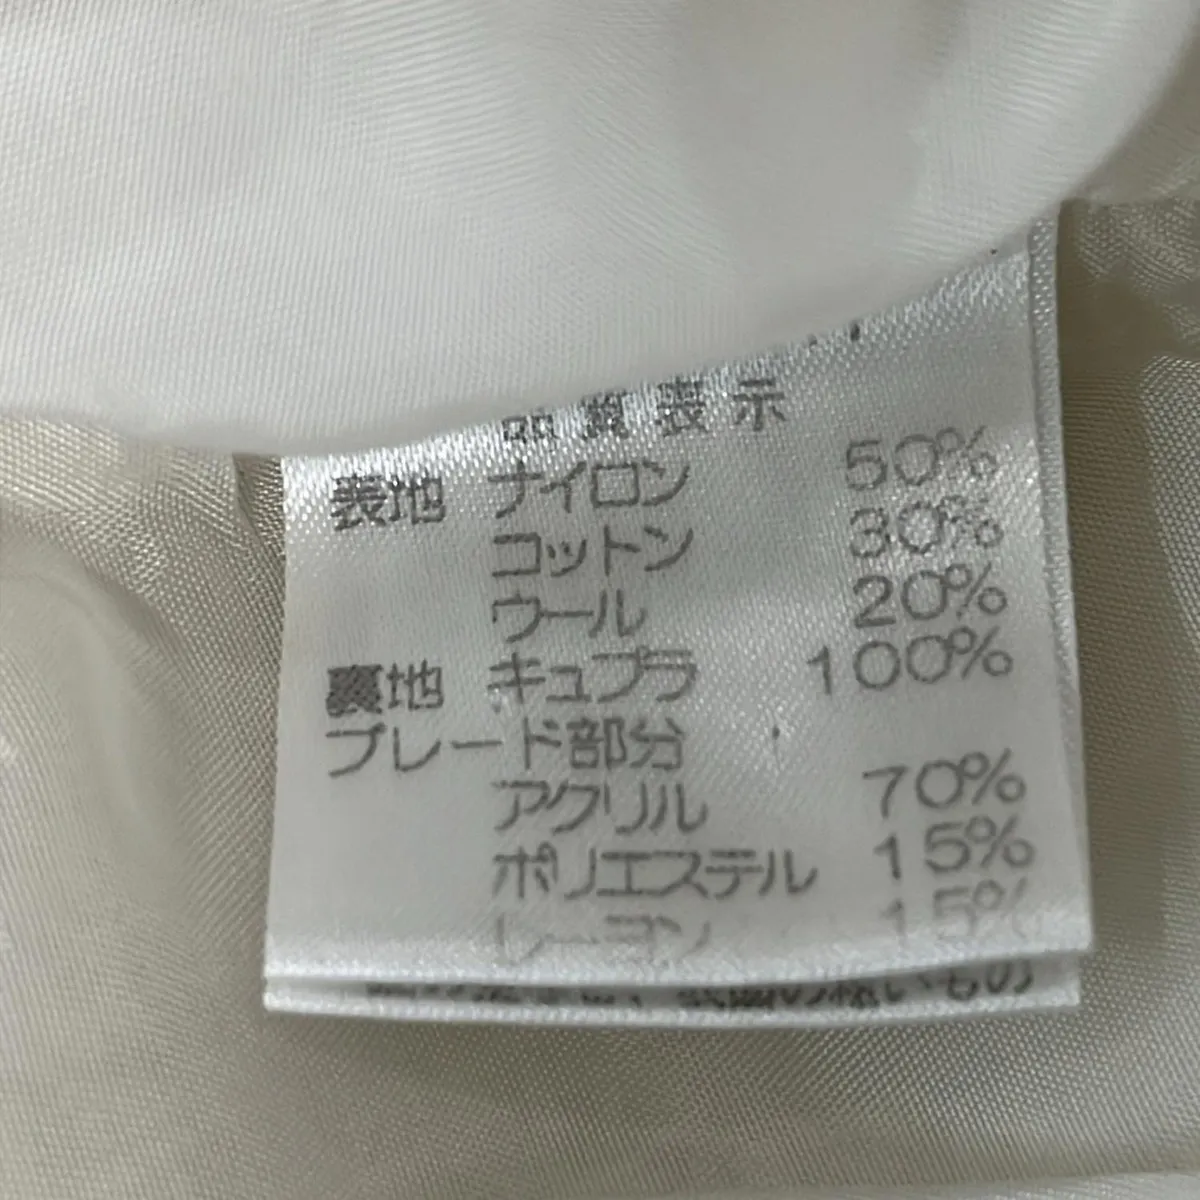 品質表示
表地 ナイロン 50%
コットン 30%
ウール 20%
裏地 キュプラ 100%
ブレード部分
アクリル 70%
ポリエステル 15%
レーヨン 15%